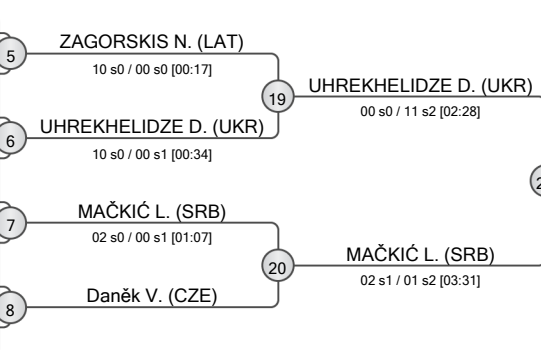 5
ZAGORSKIS N. (LAT)
10 s0 / 00 s0 [00:17]
19
UHREKHELIDZE D. (UKR)
00 s0 / 11 s2 [02:28]
6
UHREKHELIDZE D. (UKR)
10 s0 / 00 s1 [00:34]
7
MAČKIĆ L. (SRB)
02 s0 / 00 s1 [01:07]
20
MAČKIĆ L. (SRB)
02 s1 / 01 s2 [03:31]
8
Daněk V. (CZE)